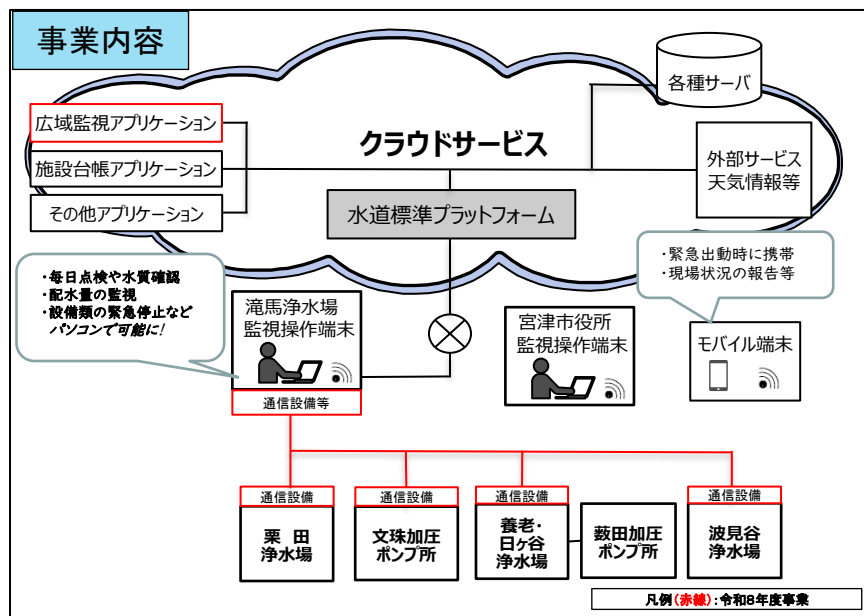 事業内容
各種サーバ
広域監視アプリケーション
施設台帳アプリケーション
その他アプリケーション
クラウドサービス
外部サービス
天気情報等
水道標準プラットフォーム
・毎日点検や水質確認
・配水量の監視
・設備類の緊急停止など
パソコンで可能に!
・緊急出動時に携帯
・現場状況の報告等
滝馬浄水場
監視操作端末
通信設備等
宮津市役所
監視操作端末
モバイル端末
通信設備
栗 田
浄水場
通信設備
文珠加圧
ポンプ所
通信設備
養老・
日ヶ谷
浄水場
薮田加圧
ポンプ所
通信設備
波見谷
浄水場
凡例(赤線):令和8年度事業